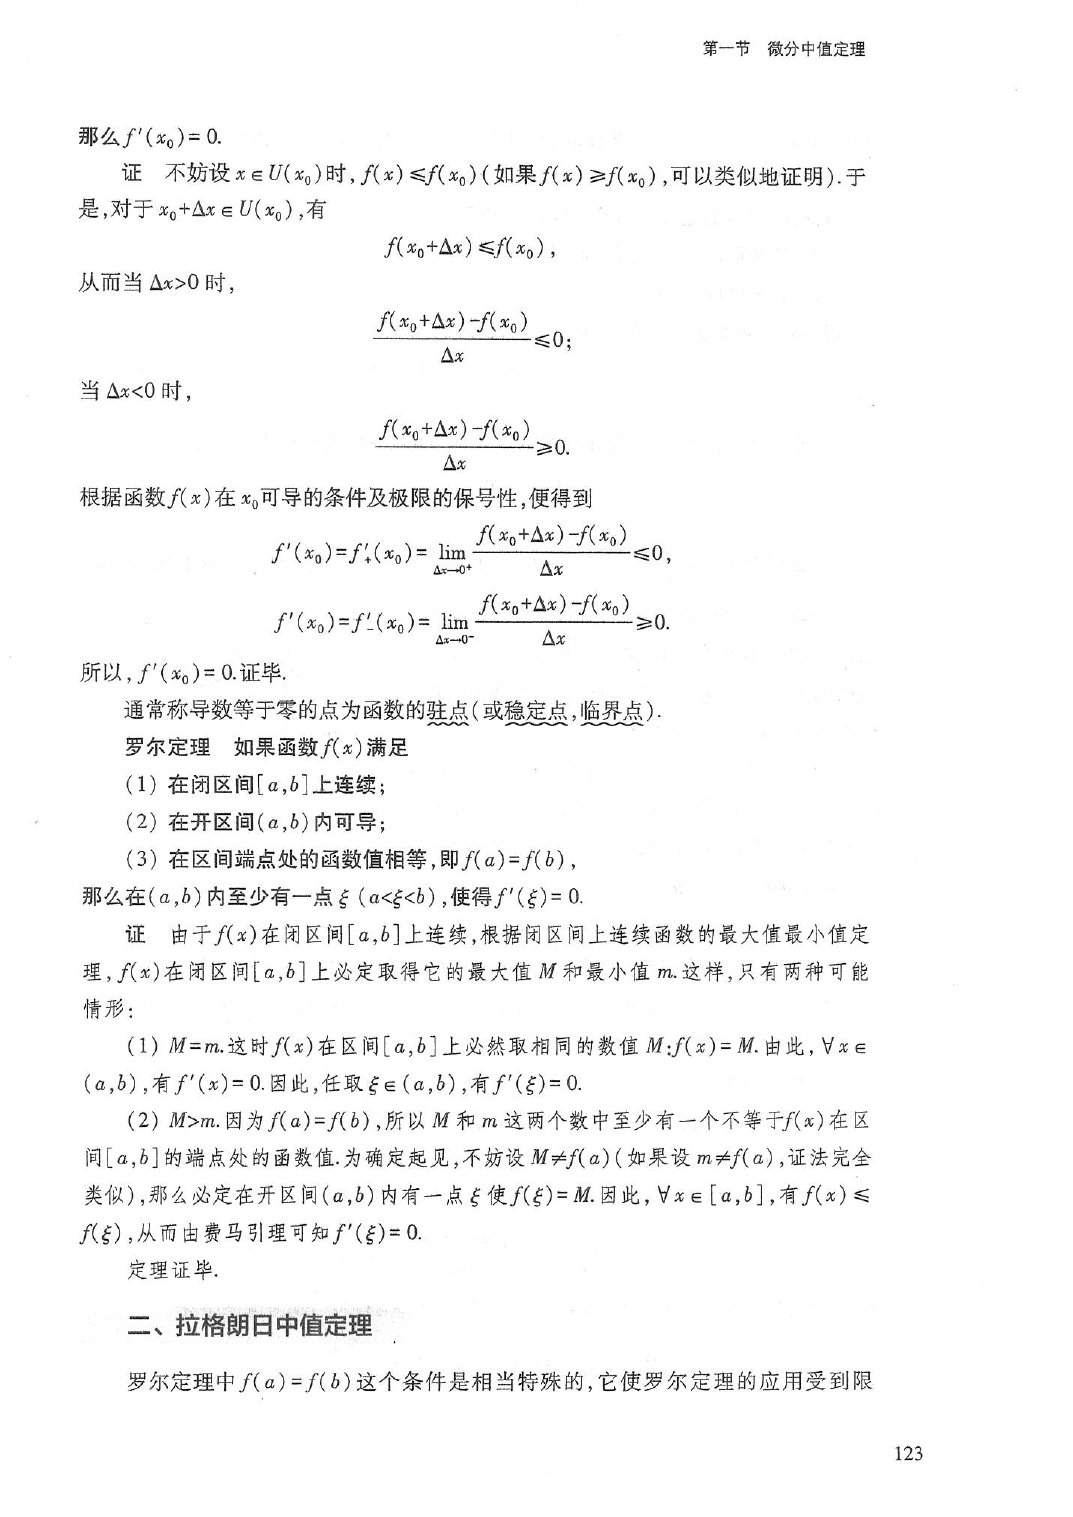 第一节 微分中值定理
那么f′(x₀)=0.
证 不妨设x∈U(x₀)时,f(x)≤f(x₀)(如果f(x)≥f(x₀),可以类似地证明).于
是,对于x₀+Δx∈U(x₀),有
f(x₀+Δx)≤f(x₀),
从而当Δx>0时,
\frac{f(x₀+Δx)-f(x₀)}{Δx}≤0;
当Δx<0时,
\frac{f(x₀+Δx)-f(x₀)}{Δx}≥0.
根据函数f(x)在x₀可导的条件及极限的保号性,便得到
f′(x₀)=f′₊(x₀)=\lim_{Δx→0⁺}\frac{f(x₀+Δx)-f(x₀)}{Δx}≤0,
f′(x₀)=f′₋(x₀)=\lim_{Δx→0⁻}\frac{f(x₀+Δx)-f(x₀)}{Δx}≥0.
所以,f′(x₀)=0.证毕.
通常称导数等于零的点为函数的驻点(或稳定点,临界点).
罗尔定理 如果函数f(x)满足
(1) 在闭区间[a,b]上连续;
(2) 在开区间(a,b)内可导;
(3) 在区间端点处的函数值相等,即f(a)=f(b),
那么在(a,b)内至少有一点ξ(a<ξ<b),使得f′(ξ)=0.
证 由于f(x)在闭区间[a,b]上连续,根据闭区间上连续函数的最大值最小值定
理,f(x)在闭区间[a,b]上必定取得它的最大值M和最小值m.这样,只有两种可能
情形:
(1) M=m.这时f(x)在区间[a,b]上必然取相同的数值M:f(x)=M.由此,∀x∈
(a,b),有f′(x)=0.因此,任取ξ∈(a,b),有f′(ξ)=0.
(2) M>m.因为f(a)=f(b),所以M和m这两个数中至少有一个不等于f(x)在区
间[a,b]的端点处的函数值.为确定起见,不妨设M≠f(a)(如果设m≠f(a),证法完全
类似),那么必定在开区间(a,b)内有一点ξ使f(ξ)=M.因此,∀x∈[a,b],有f(x)≤
f(ξ),从而由费马引理可知f′(ξ)=0.
定理证毕.
二、拉格朗日中值定理
罗尔定理中f(a)=f(b)这个条件是相当特殊的,它使罗尔定理的应用受到限
123